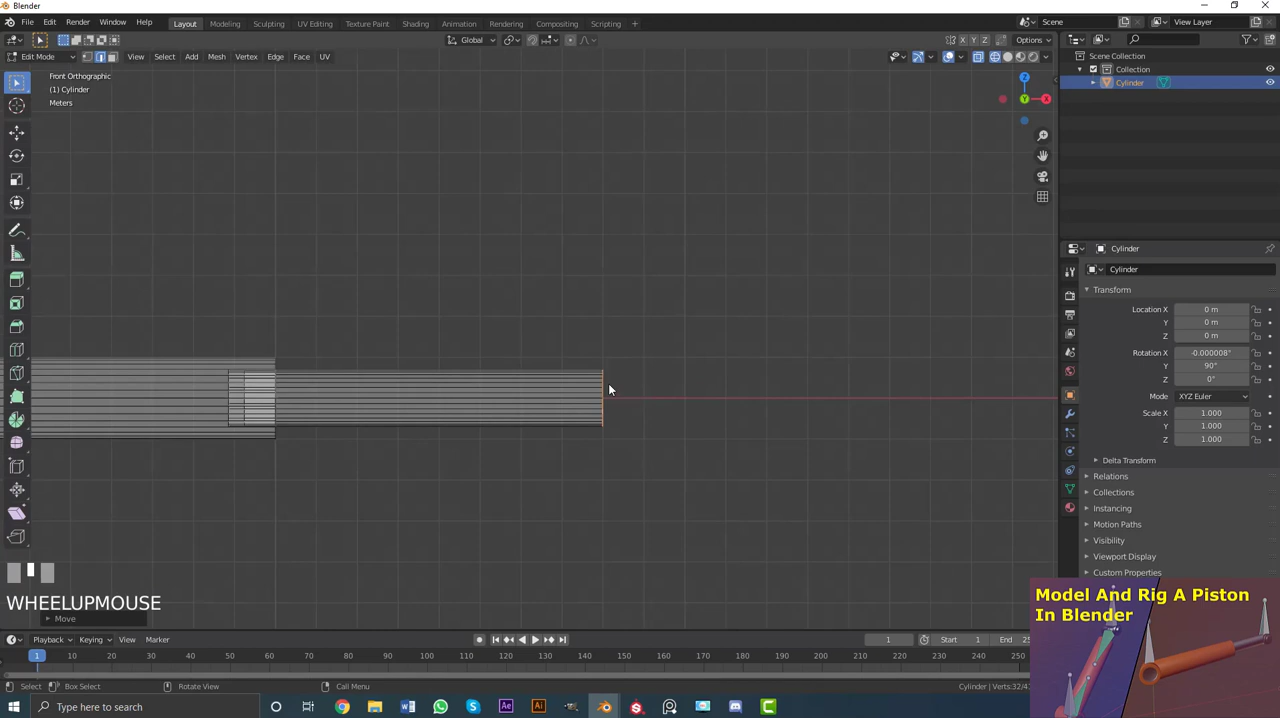 Blender
File Edit Render Window Help Layout Modeling Sculpting UV Editing Texture Paint Shading Animation Rendering Compositing Scripting + Scene View Layer
Global X Y Z Options
Edit Mode View Select Add Mesh Vertex Edge Face UV
Front Orthographic
(1) Cylinder
Meters
Scene Collection
Collection
Cylinder
Z
Y X
Cylinder
Cylinder
Transform
Location X 0 m
Y 0 m
Z 0 m
Rotation X -0.000008°
Y 90°
Z 0°
Mode XYZ Euler
Scale X 1.000
Y 1.000
Z 1.000
Delta Transform
Relations
Collections
Instancing
Motion Paths
Visibility
Viewport Display
Custom Properties
WHEELUPMOUSE
Move
Model And Rig A Piston
In Blender
Playback Keying View Marker 1 Start 1 End 25
1 10 20 30 40 50 60 70 80 90 100 110 120 130 140 150 160 170 180 190 200 210 220 230 240 250
Select Box Select Rotate View Call Menu Cylinder | Verts:32/4
Type here to search